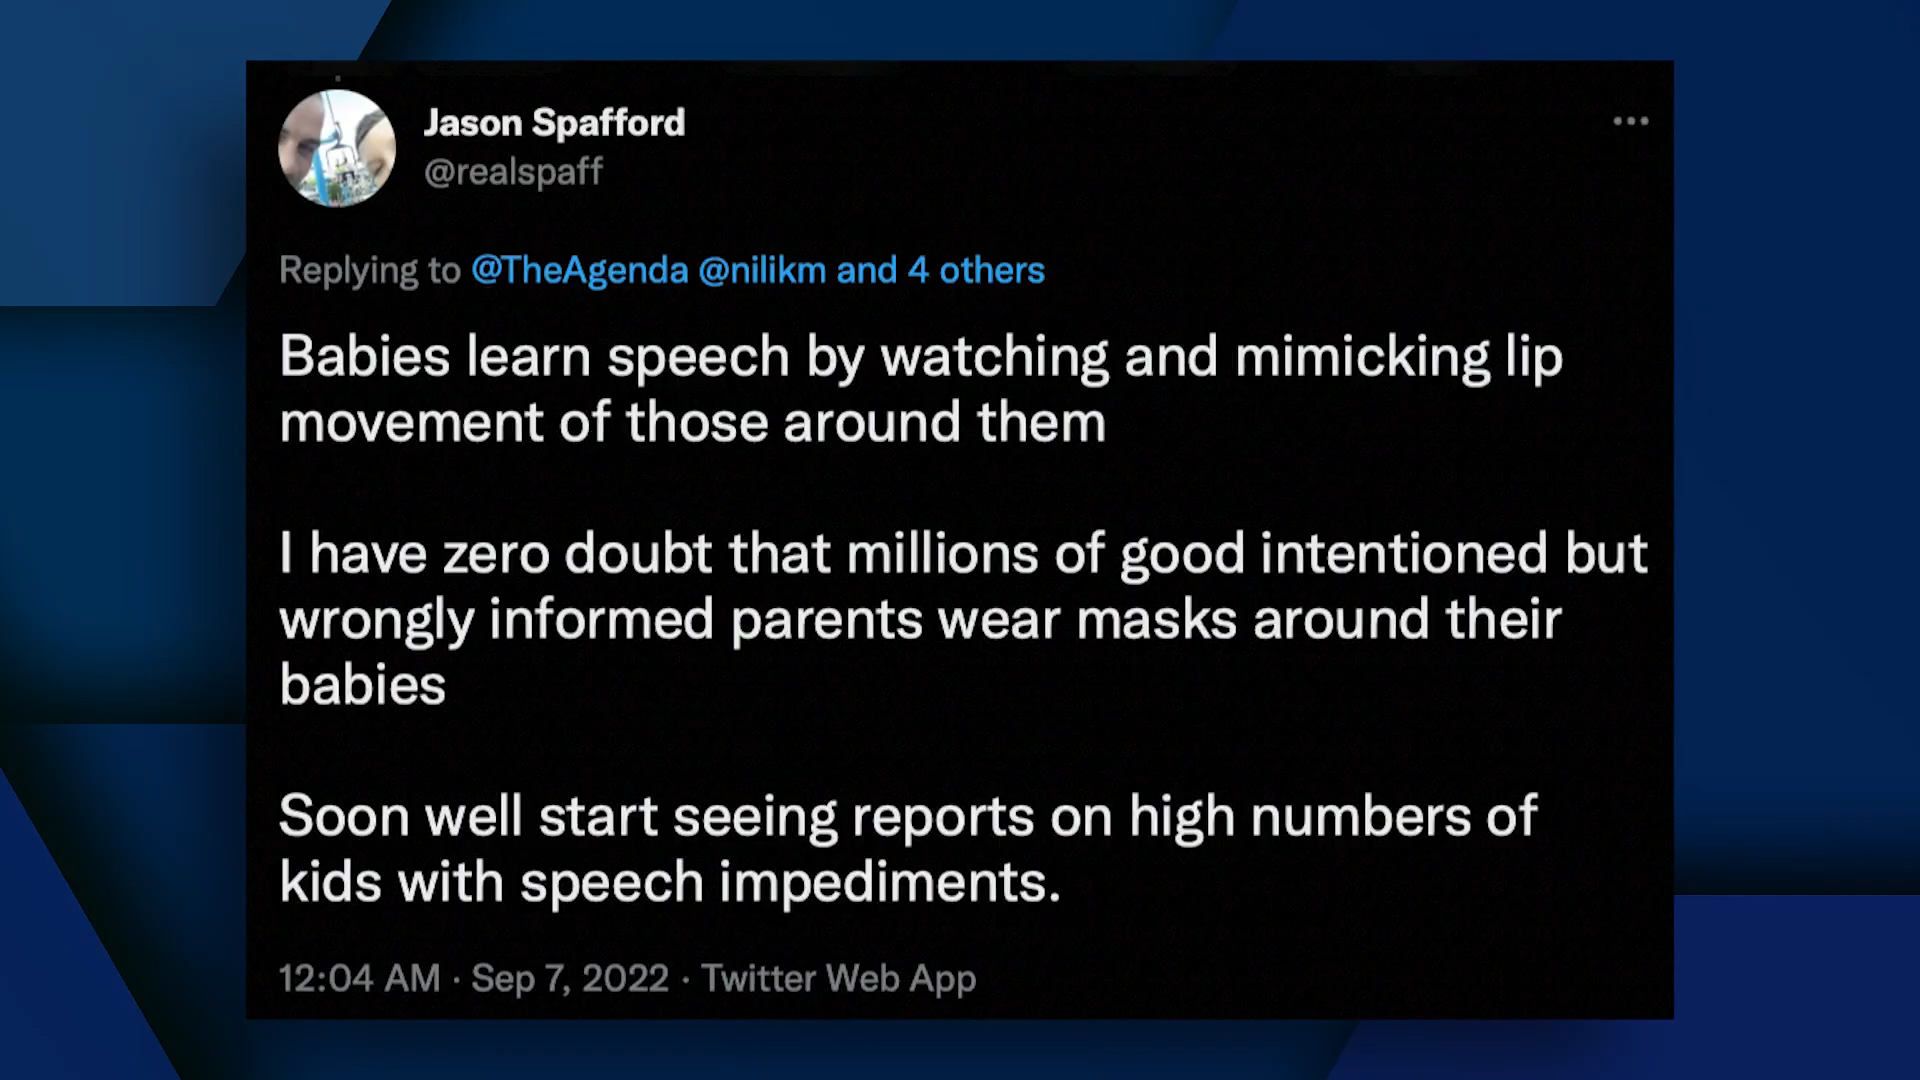 Jason Spafford
@realspaff
Replying to @TheAgenda @nilikm and 4 others
Babies learn speech by watching and mimicking lip
movement of those around them
I have zero doubt that millions of good intentioned but
wrongly informed parents wear masks around their
babies
Soon well start seeing reports on high numbers of
kids with speech impediments.
12:04 AM · Sep 7, 2022 · Twitter Web App